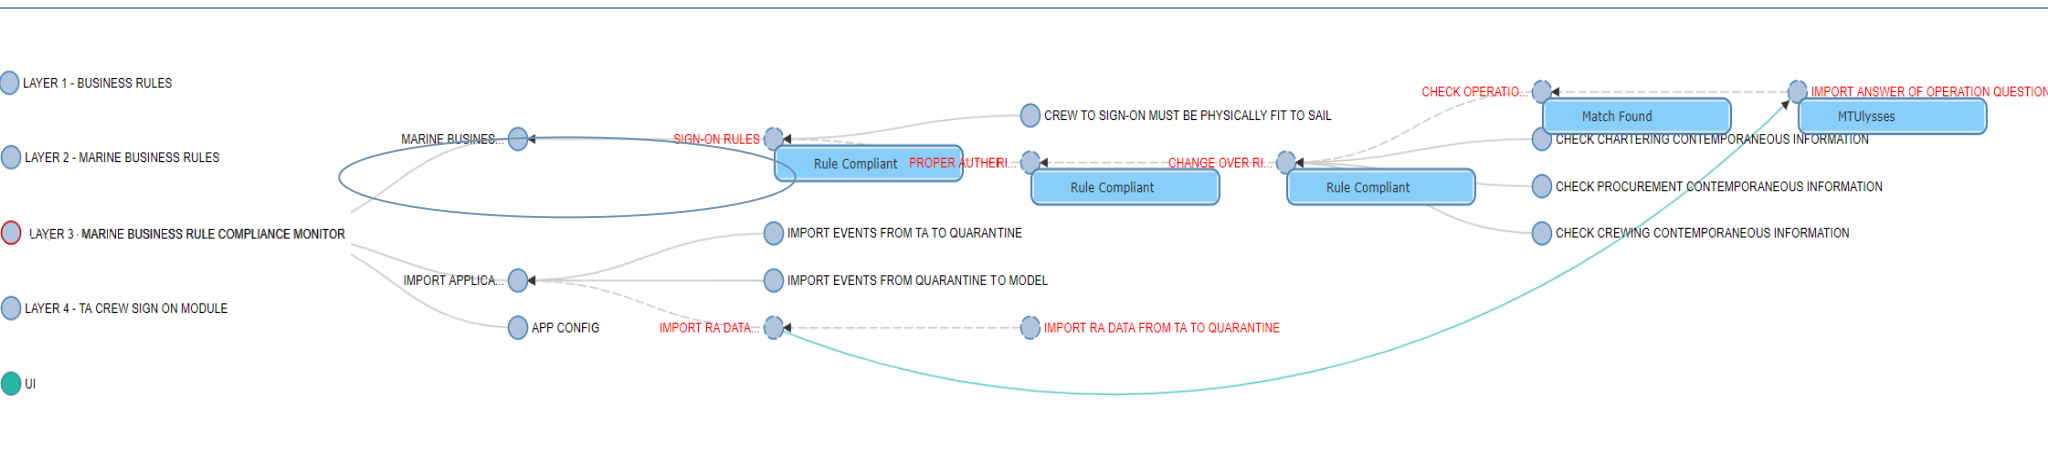 LAYER 1 - BUSINESS RULES
LAYER 2 - MARINE BUSINESS RULES
LAYER 3 - MARINE BUSINESS RULE COMPLIANCE MONITOR
LAYER 4 - TA CREW SIGN ON MODULE
UI
MARINE BUSINES...
IMPORT APPLICA...
APP CONFIG
SIGN-ON RULES
Rule Compliant
IMPORT EVENTS FROM TA TO QUARANTINE
IMPORT EVENTS FROM QUARANTINE TO MODEL
IMPORT RA DATA...
CREW TO SIGN-ON MUST BE PHYSICALLY FIT TO SAIL
PROPER AUTHERI...
Rule Compliant
IMPORT RA DATA FROM TA TO QUARANTINE
CHANGE OVER RI...
Rule Compliant
CHECK OPERATIO...
Match Found
CHECK CHARTERING CONTEMPORANEOUS INFORMATION
CHECK PROCUREMENT CONTEMPORANEOUS INFORMATION
CHECK CREWING CONTEMPORANEOUS INFORMATION
IMPORT ANSWER OF OPERATION QUESTION
MTUlysses